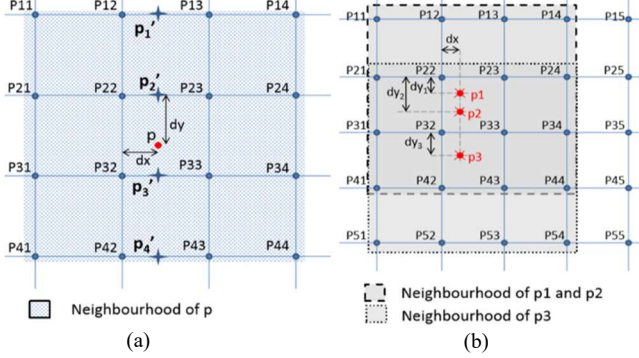 P11 P12 P13 P14
p₁′
P21 P22 p₂′ P23 P24
p dy
dx
P31 P32 P33 P34
p₃′
P41 P42 p₄′ P43 P44
Neighbourhood of p
(a)
P11 P12 P13 P14 P15
dx
P21 P22 P23 P24 P25
dy₂ dy₁ p1
p2
P31 P32 P33 P34 P35
dy₃ p3
P41 P42 P43 P44 P45
P51 P52 P53 P54 P55
Neighbourhood of p1 and p2
Neighbourhood of p3
(b)